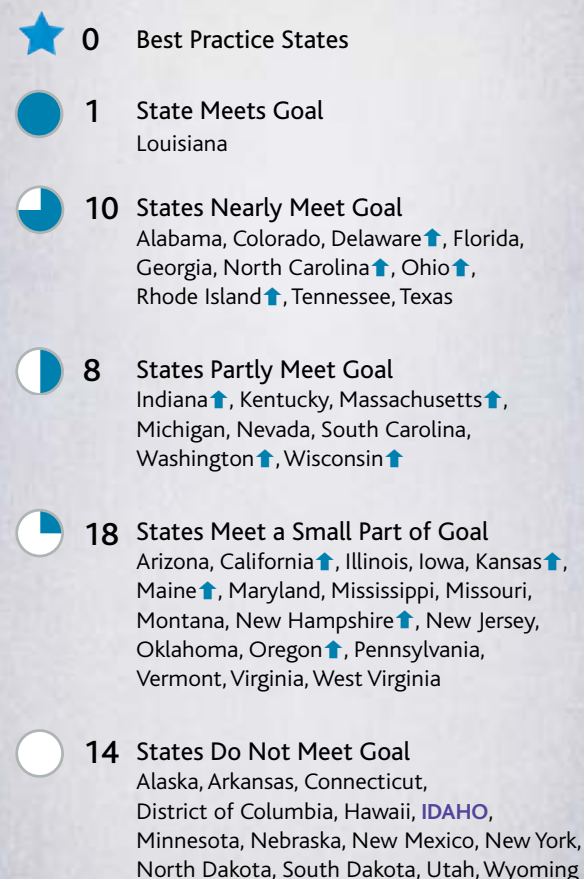 0 Best Practice States
1 State Meets Goal
Louisiana
10 States Nearly Meet Goal
Alabama, Colorado, Delaware⬆, Florida,
Georgia, North Carolina⬆, Ohio⬆,
Rhode Island⬆, Tennessee, Texas
8 States Partly Meet Goal
Indiana⬆, Kentucky, Massachusetts⬆,
Michigan, Nevada, South Carolina,
Washington⬆, Wisconsin⬆
18 States Meet a Small Part of Goal
Arizona, California⬆, Illinois, Iowa, Kansas⬆,
Maine⬆, Maryland, Mississippi, Missouri,
Montana, New Hampshire⬆, New Jersey,
Oklahoma, Oregon⬆, Pennsylvania,
Vermont, Virginia, West Virginia
14 States Do Not Meet Goal
Alaska, Arkansas, Connecticut,
District of Columbia, Hawaii, IDAHO,
Minnesota, Nebraska, New Mexico, New York,
North Dakota, South Dakota, Utah, Wyoming